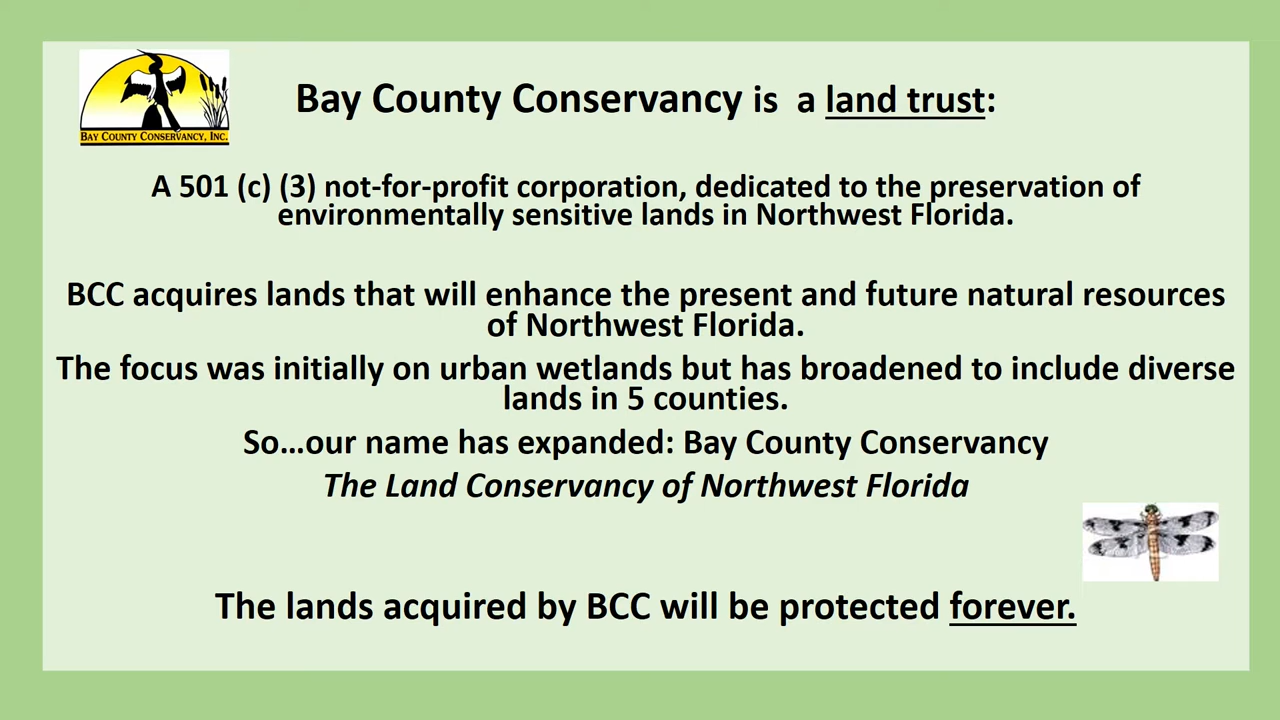 Bay County Conservancy is a land trust:
BAY COUNTY CONSERVANCY, INC.
A 501 (c) (3) not-for-profit corporation, dedicated to the preservation of
environmentally sensitive lands in Northwest Florida.
BCC acquires lands that will enhance the present and future natural resources
of Northwest Florida.
The focus was initially on urban wetlands but has broadened to include diverse
lands in 5 counties.
So…our name has expanded: Bay County Conservancy
The Land Conservancy of Northwest Florida
The lands acquired by BCC will be protected forever.